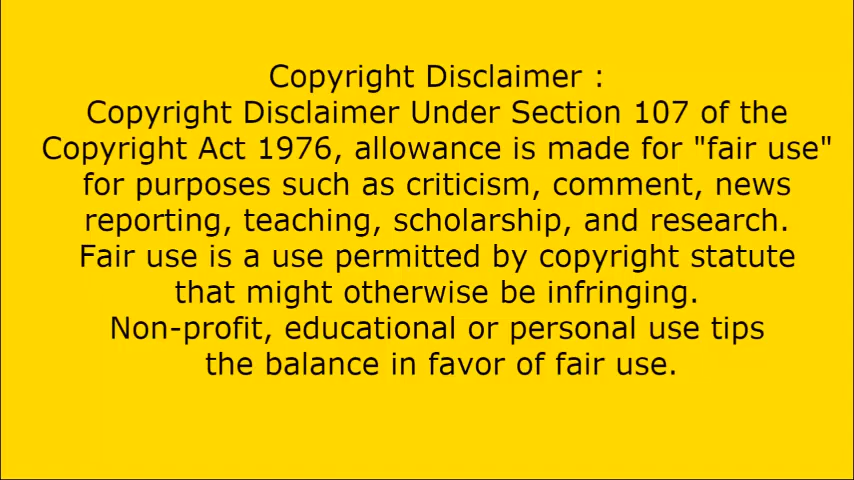 Copyright Disclaimer :
Copyright Disclaimer Under Section 107 of the
Copyright Act 1976, allowance is made for "fair use"
for purposes such as criticism, comment, news
reporting, teaching, scholarship, and research.
Fair use is a use permitted by copyright statute
that might otherwise be infringing.
Non-profit, educational or personal use tips
the balance in favor of fair use.